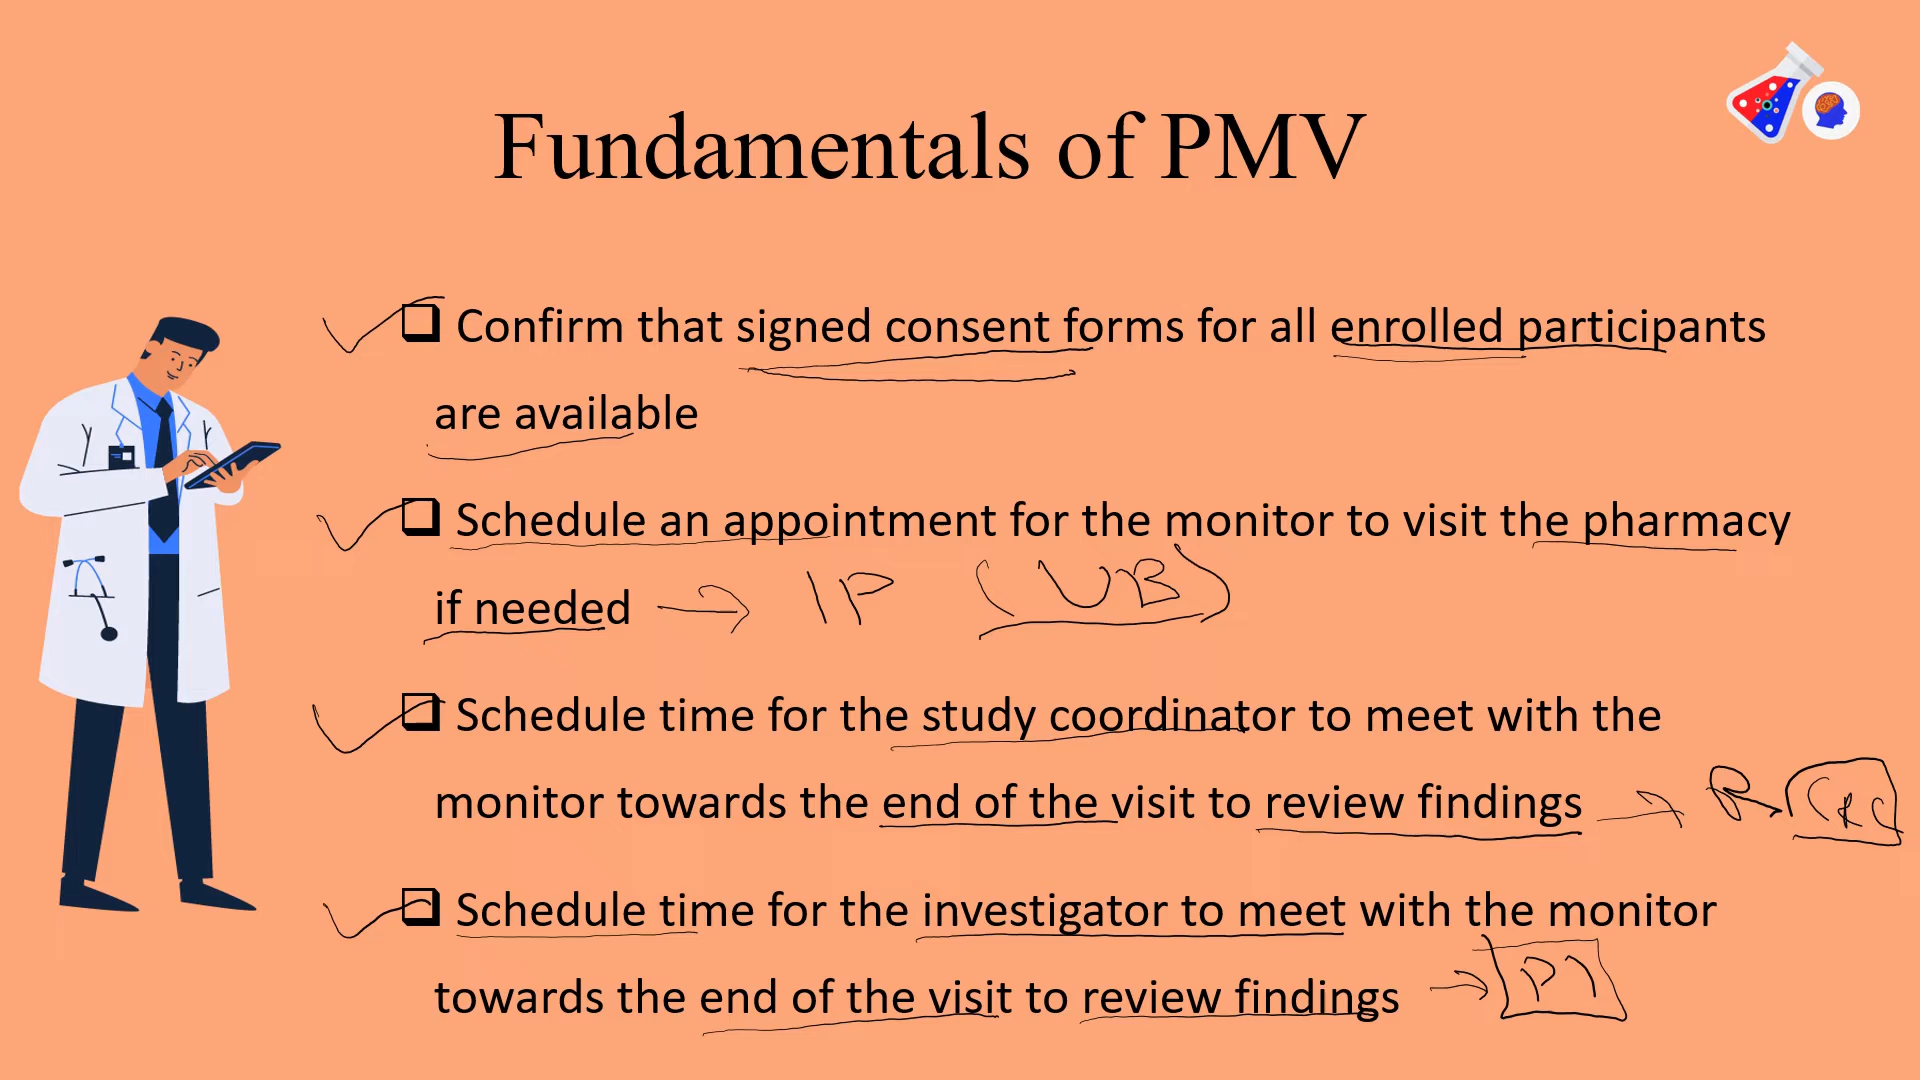 Fundamentals of PMV
Confirm that signed consent forms for all enrolled participants
are available
Schedule an appointment for the monitor to visit the pharmacy
if needed → IP (UB)
Schedule time for the study coordinator to meet with the
monitor towards the end of the visit to review findings → CRC
Schedule time for the investigator to meet with the monitor
towards the end of the visit to review findings → PI